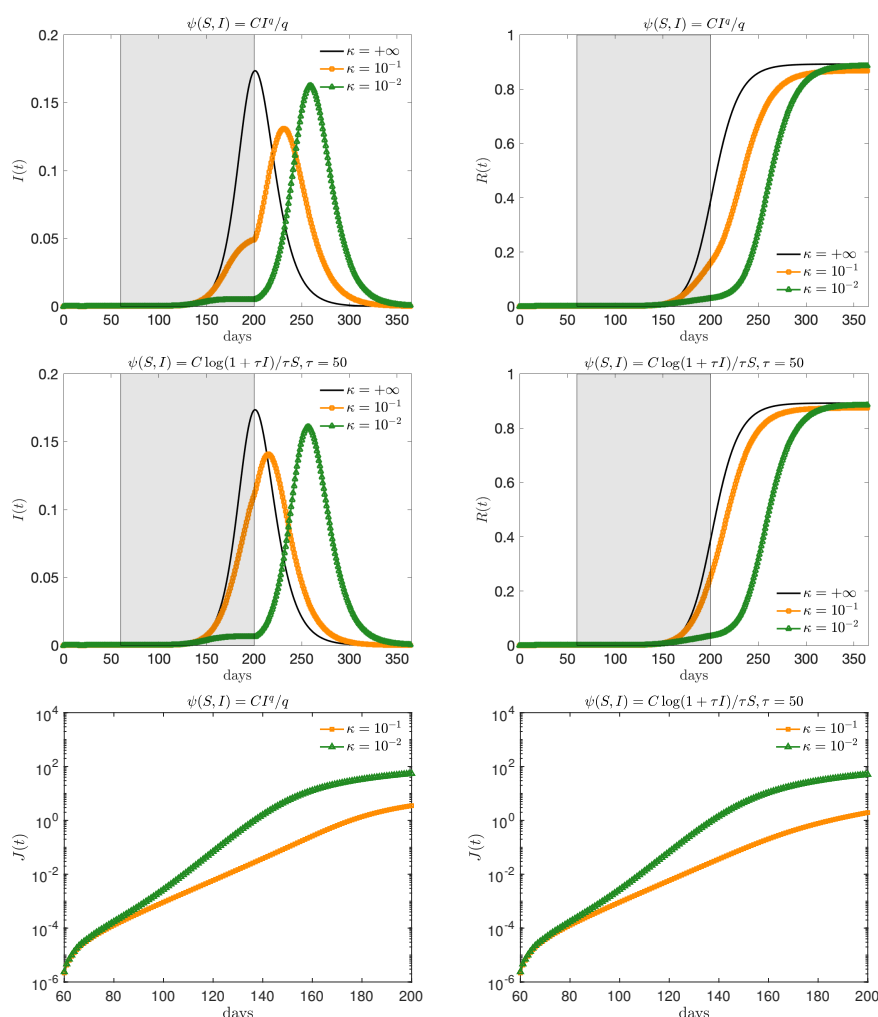 ψ(S, I) = CI^q/q
0.2
0.15
0.1
0.05
0
I(t)
κ = +∞
κ = 10^{-1}
κ = 10^{-2}
0 50 100 150 200 250 300 350
days
ψ(S, I) = CI^q/q
1
0.8
0.6
0.4
0.2
0
R(t)
κ = +∞
κ = 10^{-1}
κ = 10^{-2}
0 50 100 150 200 250 300 350
days
ψ(S, I) = C log(1 + τI)/τS, τ = 50
0.2
0.15
0.1
0.05
0
I(t)
κ = +∞
κ = 10^{-1}
κ = 10^{-2}
0 50 100 150 200 250 300 350
days
ψ(S, I) = C log(1 + τI)/τS, τ = 50
1
0.8
0.6
0.4
0.2
0
R(t)
κ = +∞
κ = 10^{-1}
κ = 10^{-2}
0 50 100 150 200 250 300 350
days
ψ(S, I) = CI^q/q
10^4
10^2
10^0
10^{-2}
10^{-4}
10^{-6}
J(t)
κ = 10^{-1}
κ = 10^{-2}
60 80 100 120 140 160 180 200
days
ψ(S, I) = C log(1 + τI)/τS, τ = 50
10^4
10^2
10^0
10^{-2}
10^{-4}
10^{-6}
J(t)
κ = 10^{-1}
κ = 10^{-2}
60 80 100 120 140 160 180 200
days